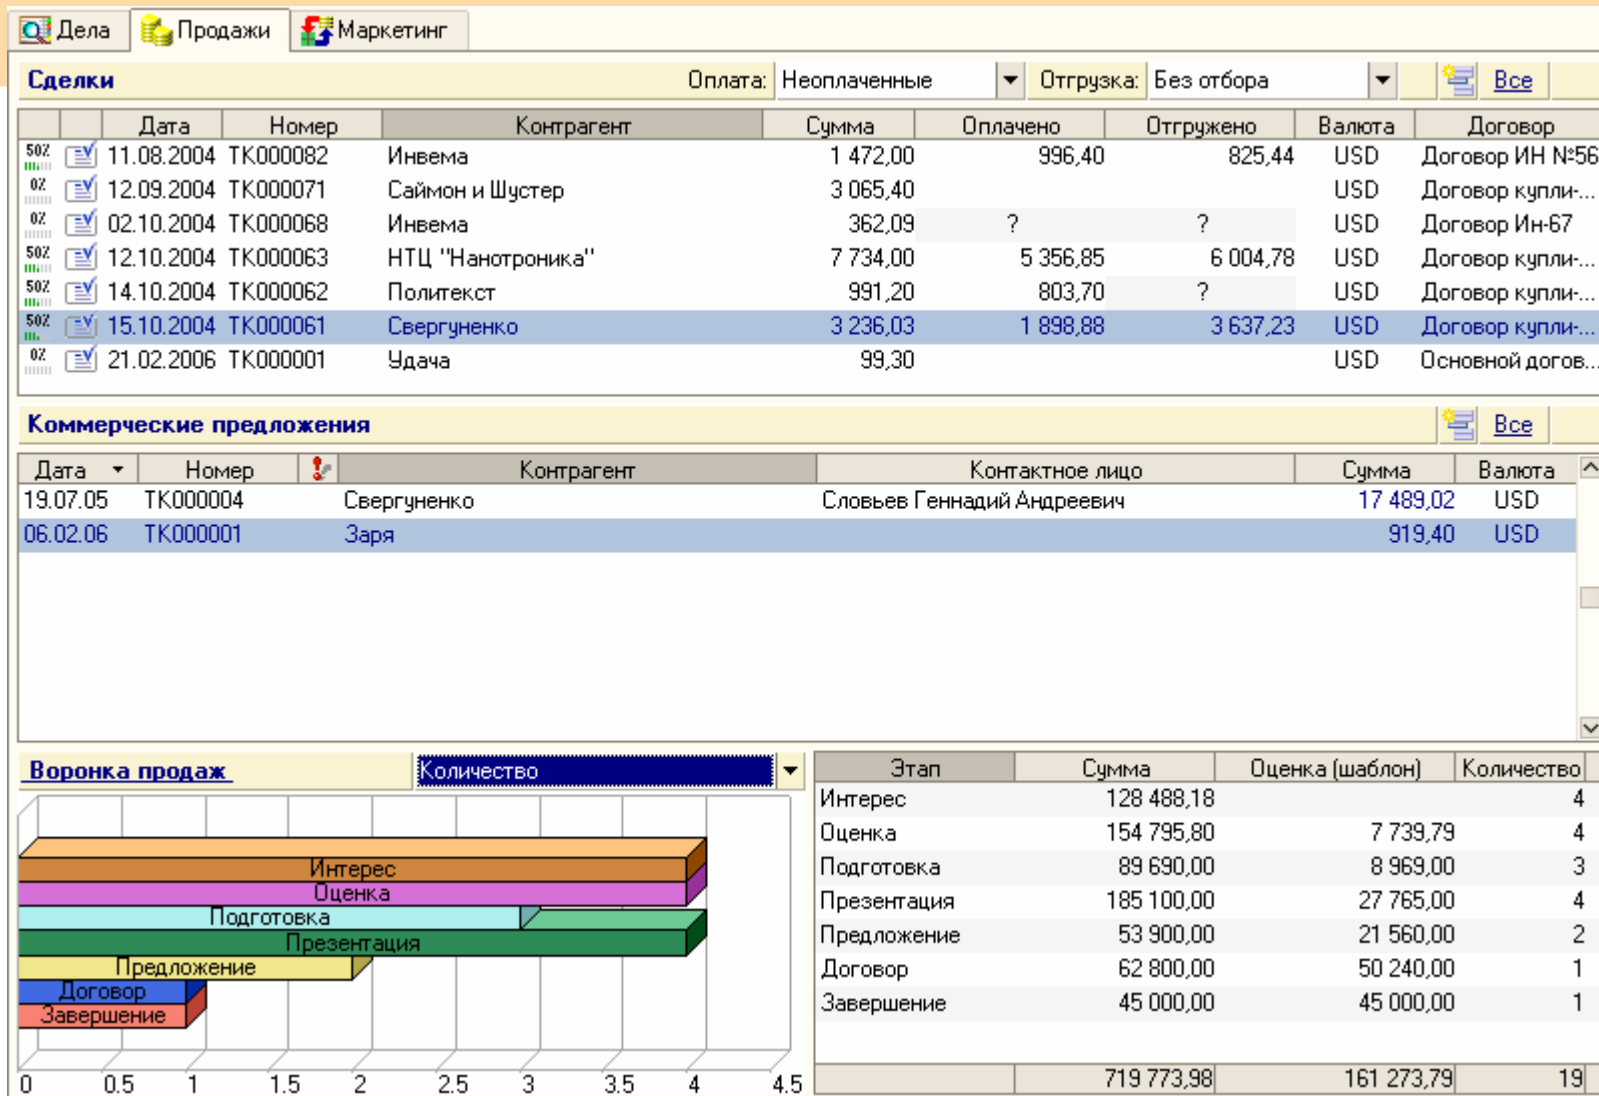 Дела Продажи Маркетинг
Сделки Оплата: Неоплаченные Отгрузка: Без отбора Все
Дата Номер Контрагент Сумма Оплачено Отгружено Валюта Договор
50% 11.08.2004 ТК000082 Инвема 1 472,00 996,40 825,44 USD Договор ИН №56
0% 12.09.2004 ТК000071 Саймон и Шустер 3 065,40 USD Договор купли-...
0% 02.10.2004 ТК000068 Инвема 362,09 ? ? USD Договор Ин-67
50% 12.10.2004 ТК000063 НТЦ "Нанотроника" 7 734,00 5 356,85 6 004,78 USD Договор купли-...
50% 14.10.2004 ТК000062 Политекст 991,20 803,70 ? USD Договор купли-...
50% 15.10.2004 ТК000061 Свергуненко 3 236,03 1 898,88 3 637,23 USD Договор купли-...
0% 21.02.2006 ТК000001 Удача 99,30 USD Основной догов...
Коммерческие предложения Все
Дата Номер Контрагент Контактное лицо Сумма Валюта
19.07.05 ТК000004 Свергуненко Словьев Геннадий Андреевич 17 489,02 USD
06.02.06 ТК000001 Заря 919,40 USD
Воронка продаж Количество
Интерес
Оценка
Подготовка
Презентация
Предложение
Договор
Завершение
0 0.5 1 1.5 2 2.5 3 3.5 4 4.5
Этап Сумма Оценка (шаблон) Количество
Интерес 128 488,18 4
Оценка 154 795,80 7 739,79 4
Подготовка 89 690,00 8 969,00 3
Презентация 185 100,00 27 765,00 4
Предложение 53 900,00 21 560,00 2
Договор 62 800,00 50 240,00 1
Завершение 45 000,00 45 000,00 1
719 773,98 161 273,79 19